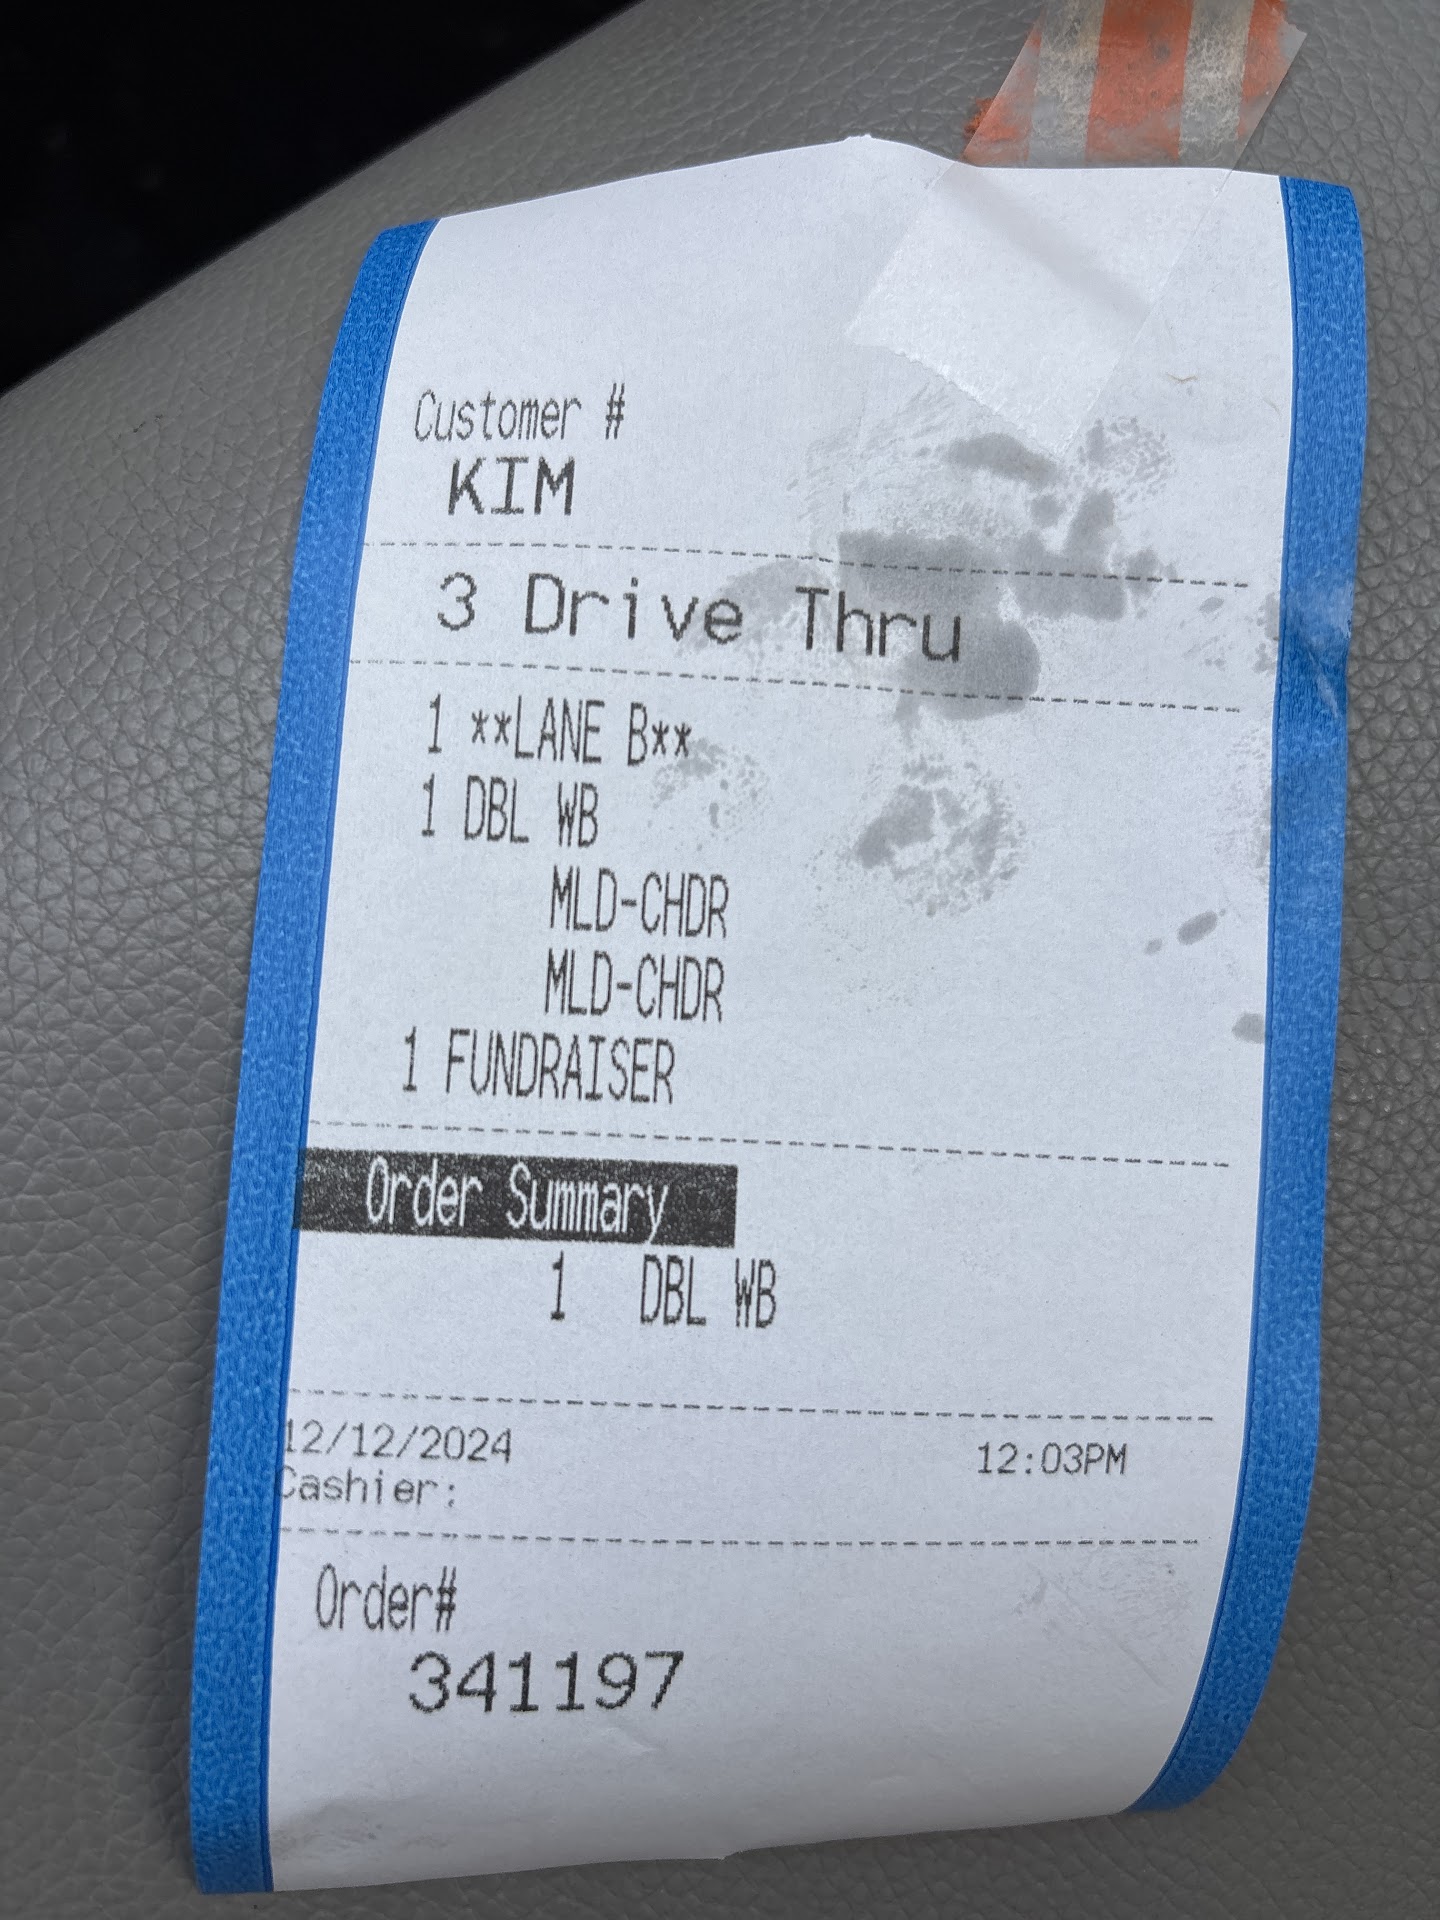 Customer #
KIM
3 Drive Thru
1 **LANE B**
1 DBL WB
MLD-CHDR
MLD-CHDR
1 FUNDRAISER
Order Summary
1 DBL WB
12/12/2024 12:03PM
Cashier:
Order#
341197